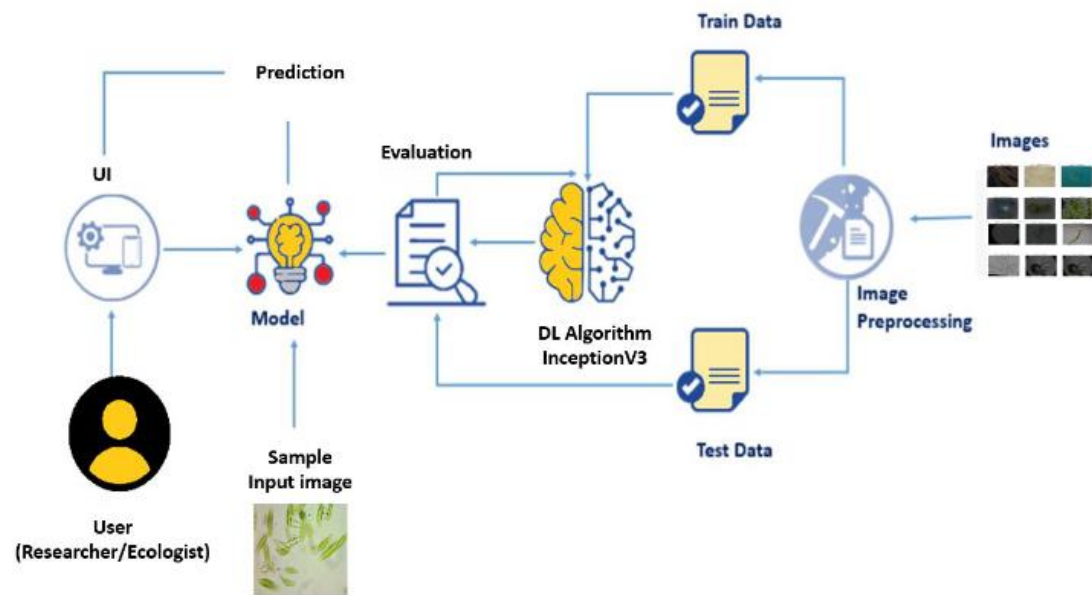 Train Data
Prediction
Images
Evaluation
UI
Model
DL Algorithm
InceptionV3
Image
Preprocessing
Test Data
Sample
Input image
User
(Researcher/Ecologist)